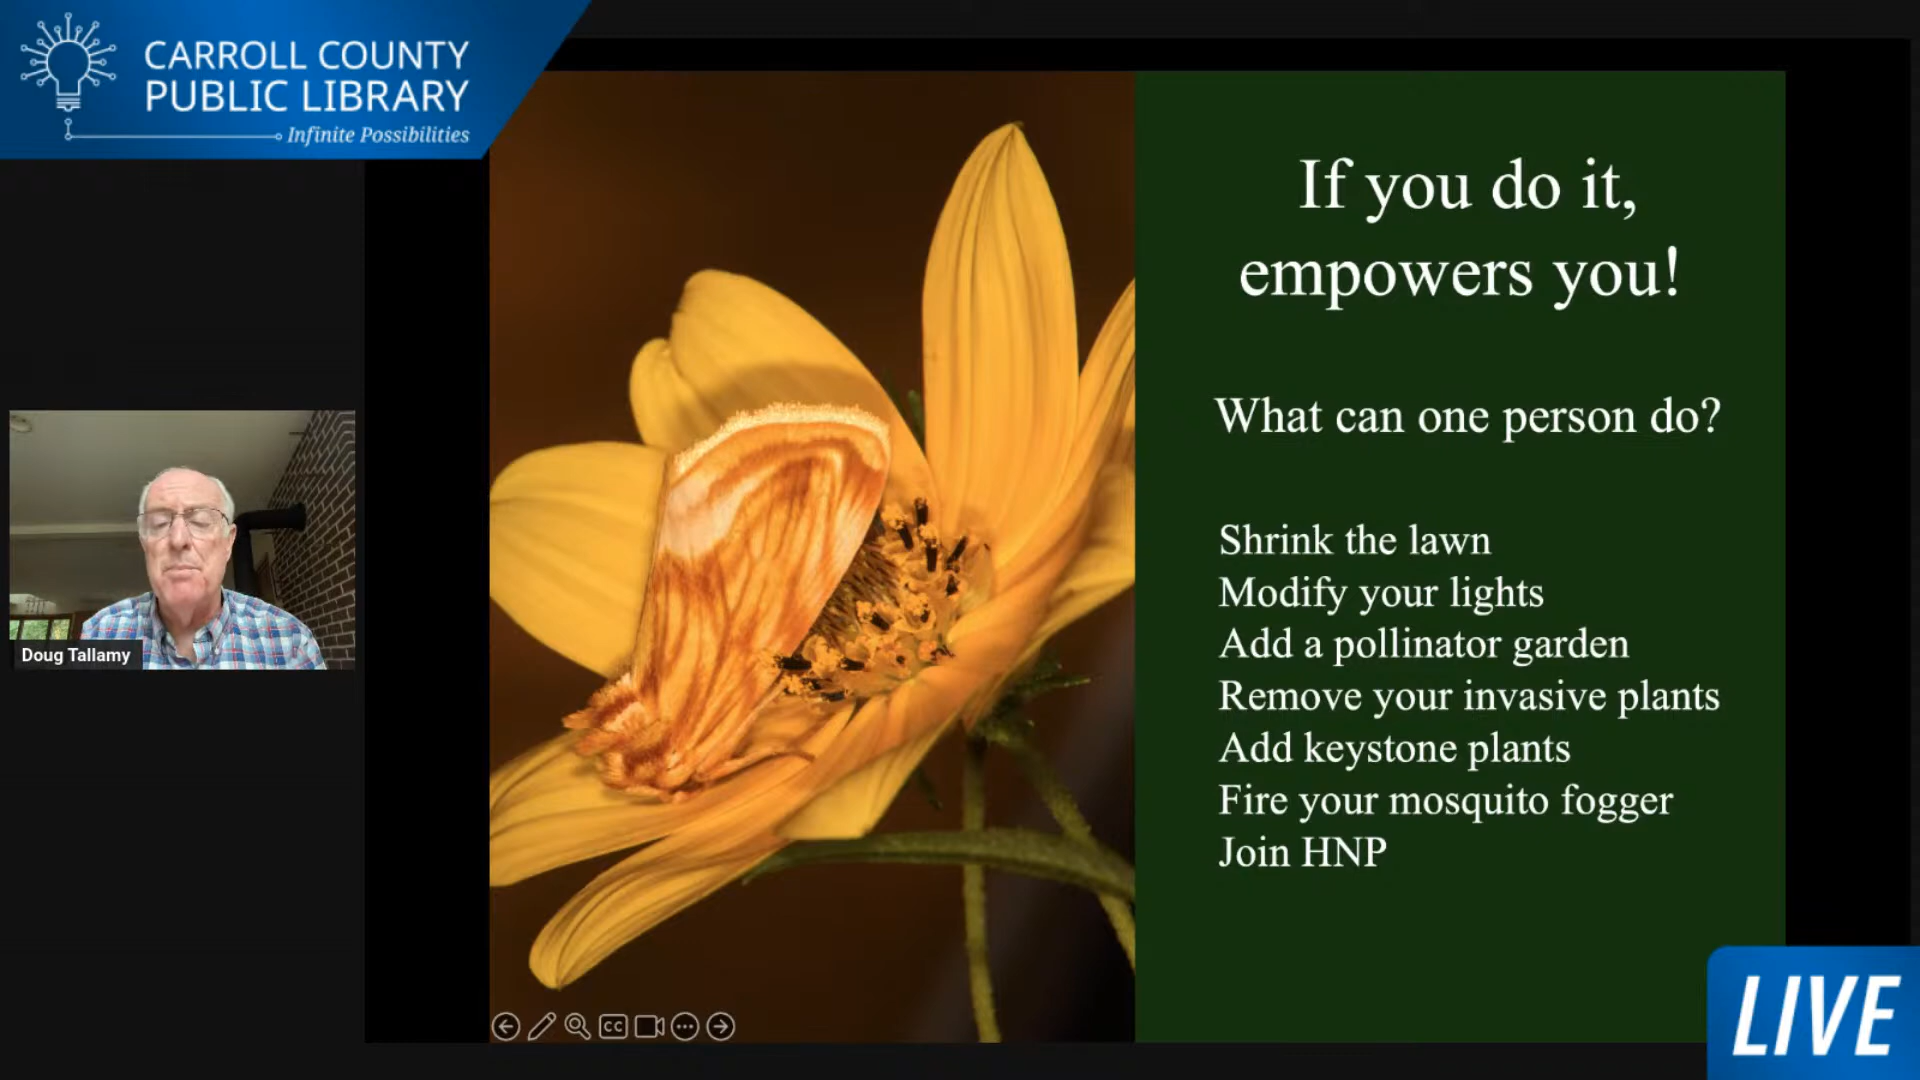 CARROLL COUNTY
PUBLIC LIBRARY
Infinite Possibilities
If you do it,
empowers you!
What can one person do?
Shrink the lawn
Modify your lights
Add a pollinator garden
Remove your invasive plants
Add keystone plants
Fire your mosquito fogger
Join HNP
Doug Tallamy
CC
LIVE